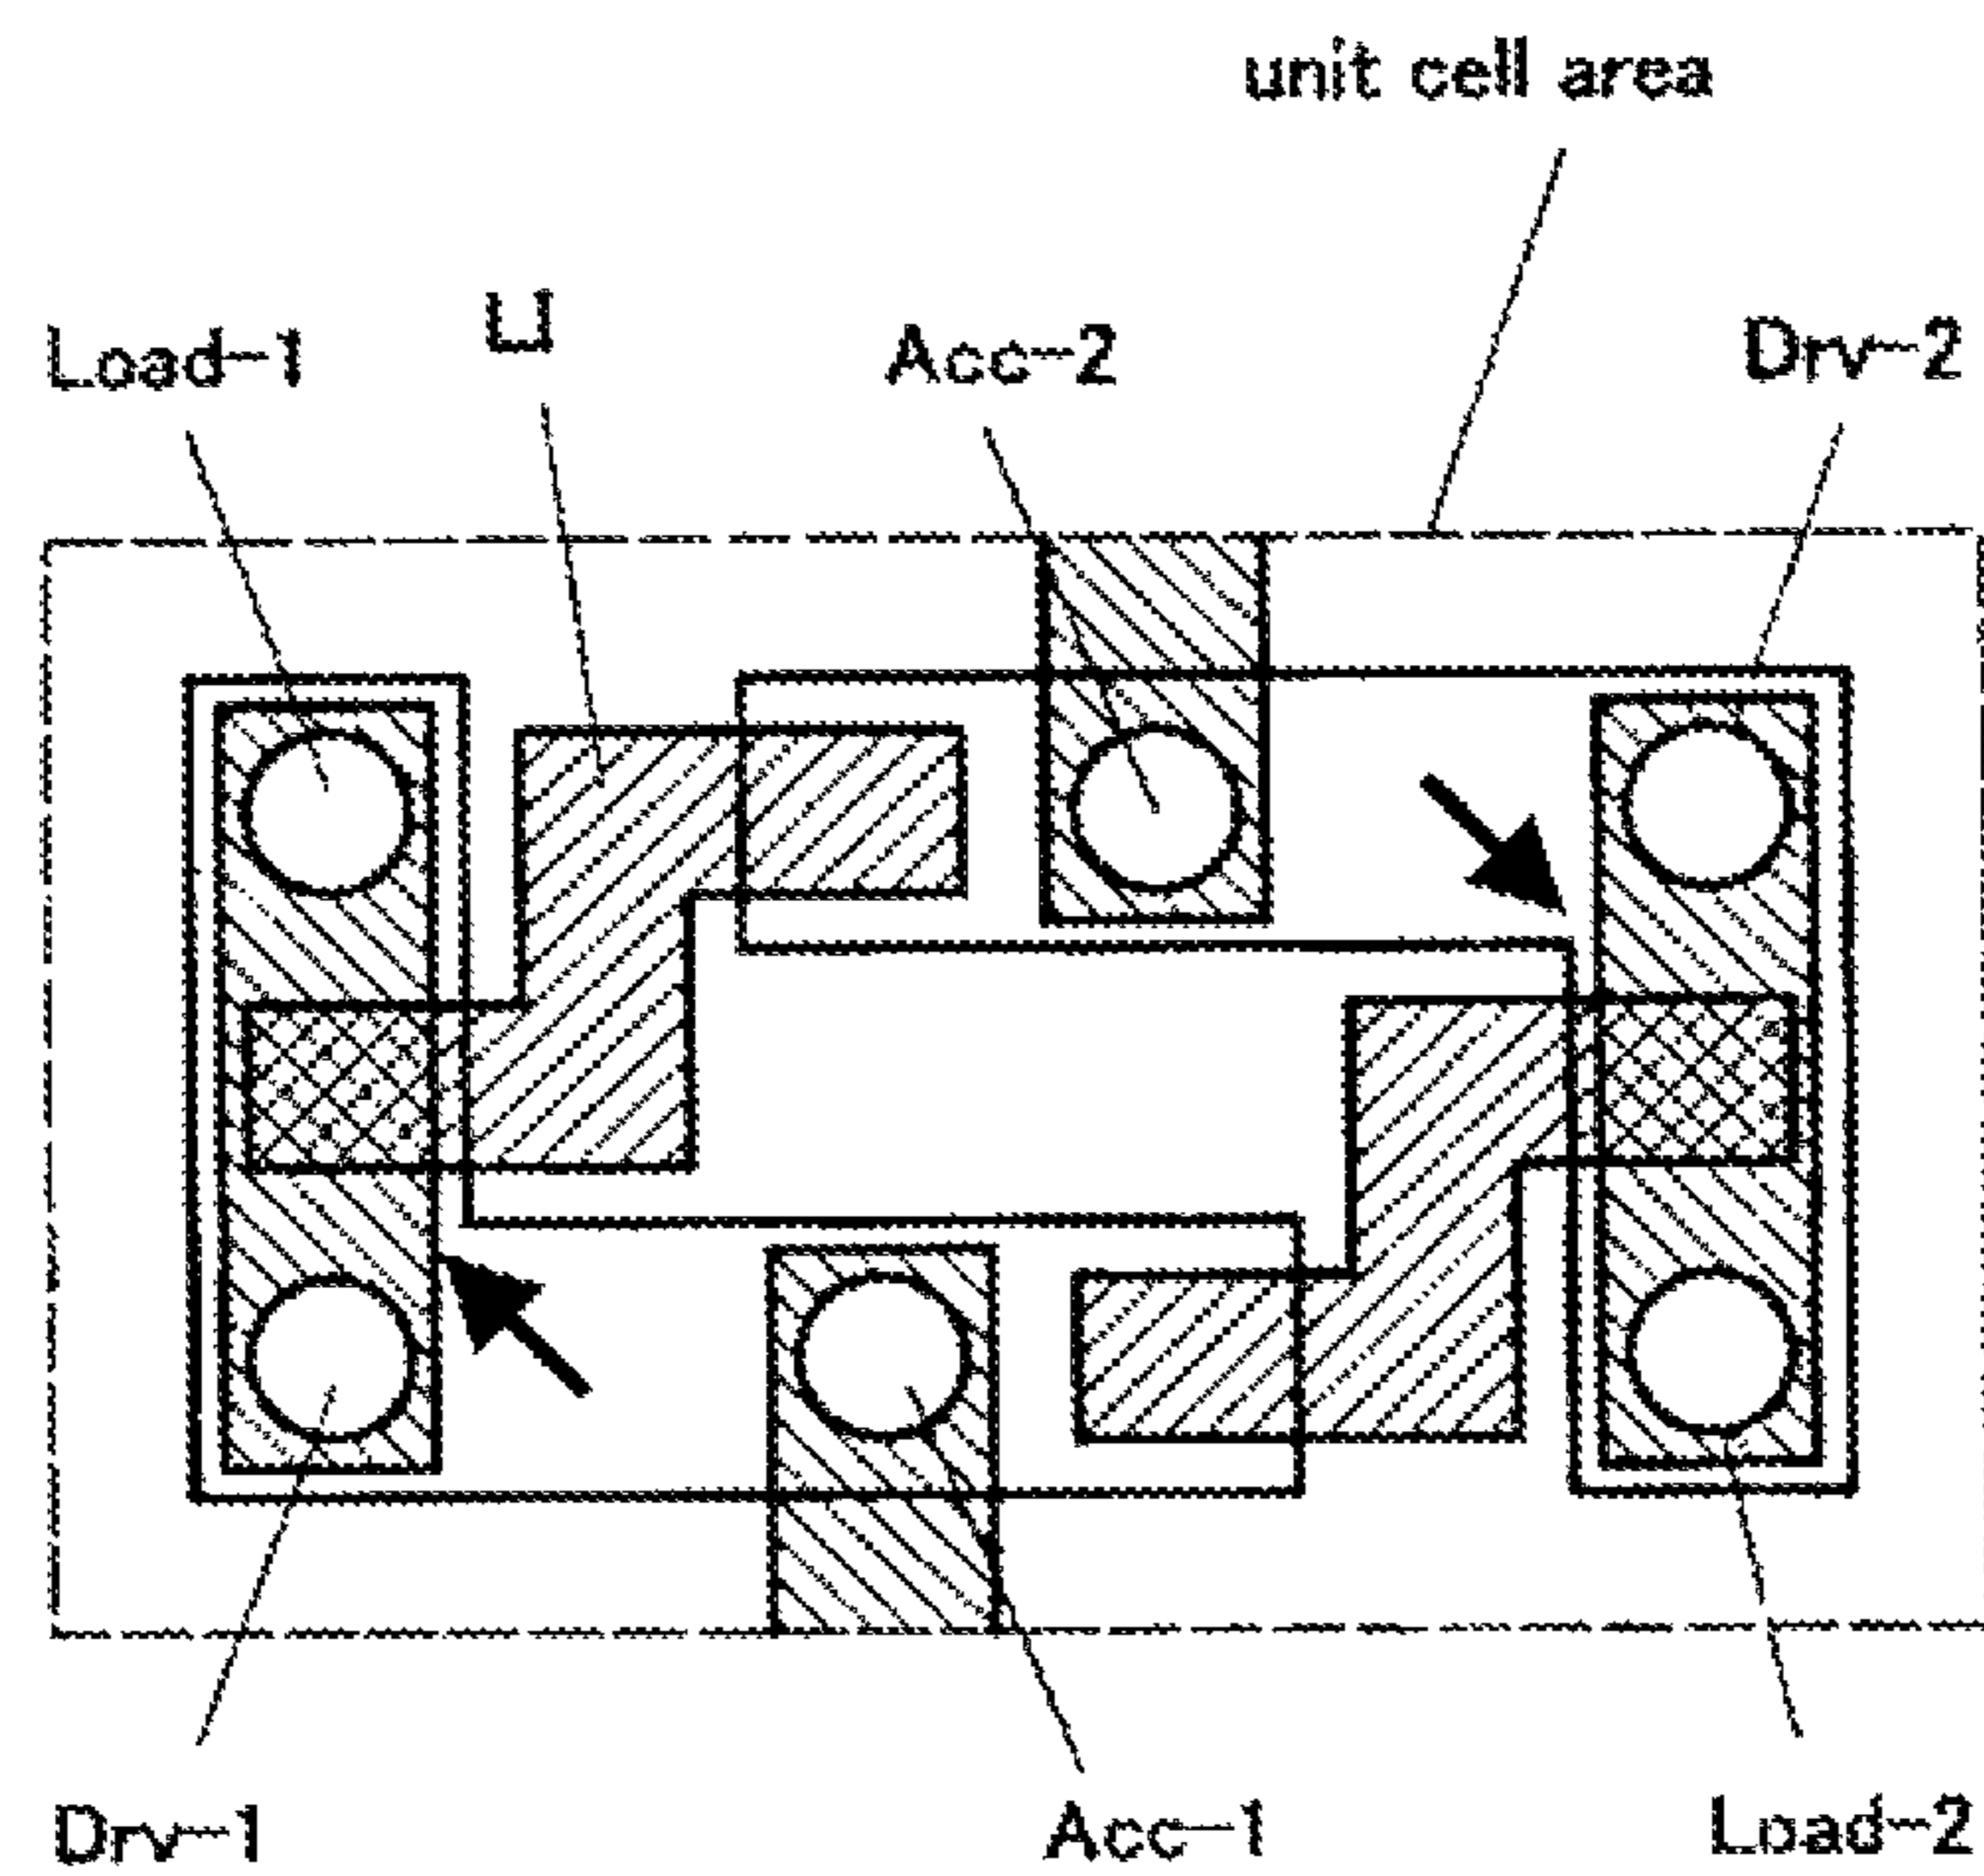 unit cell area
Load-1
LI
Acc-2
Drv-2
Drv-1
Acc-1
Load-2